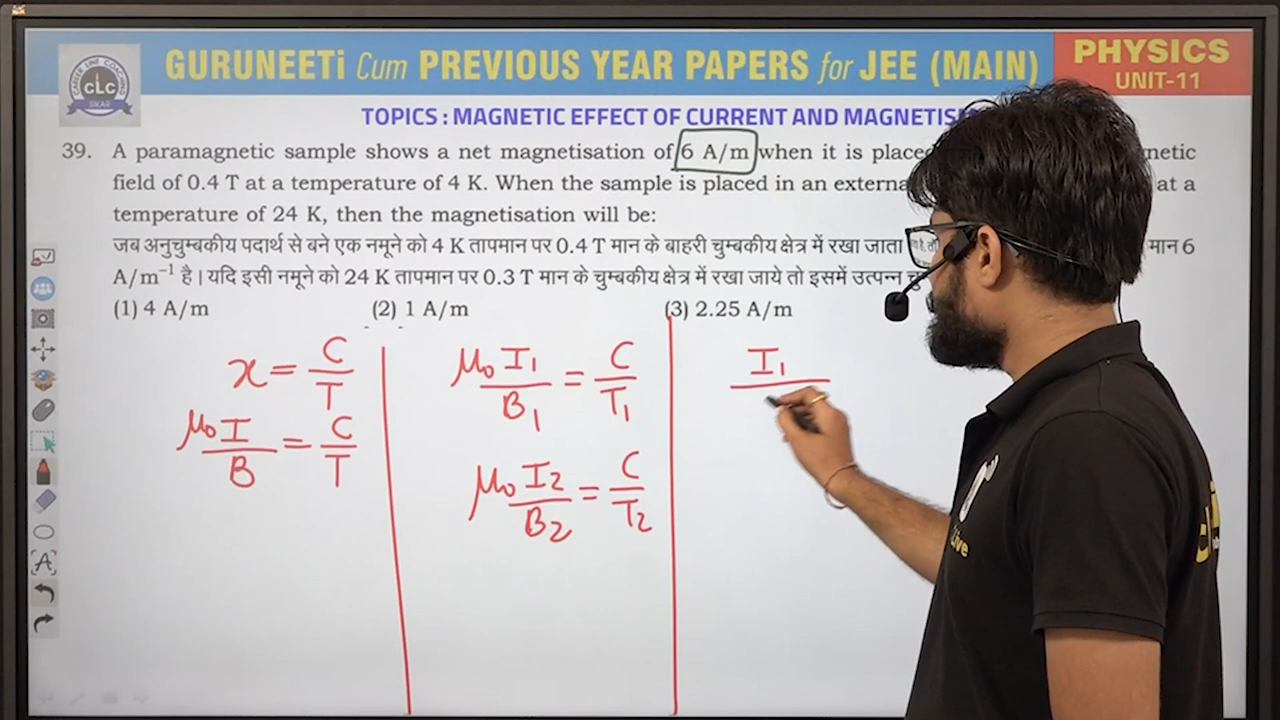 GURUNEETi Cum PREVIOUS YEAR PAPERS for JEE (MAIN)
PHYSICS
UNIT-11
CLC
SIKAR
TOPICS : MAGNETIC EFFECT OF CURRENT AND MAGNETISM
39. A paramagnetic sample shows a net magnetisation of 6 A/m when it is place netic
field of 0.4 T at a temperature of 4 K. When the sample is placed in an externa at a
temperature of 24 K, then the magnetisation will be:
जब अनुचुम्बकीय पदार्थ से बने एक नमूने को 4 K तापमान पर 0.4 T मान के बाहरी चुम्बकीय क्षेत्र में रखा जाता मान 6
A/m⁻¹ है। यदि इसी नमूने को 24 K तापमान पर 0.3 T मान के चुम्बकीय क्षेत्र में रखा जाये तो इसमें उत्पन्न
(1) 4 A/m (2) 1 A/m (3) 2.25 A/m
x = C/T
μ₀I/B = C/T
μ₀I₁/B₁ = C/T₁
μ₀I₂/B₂ = C/T₂
I₁
Live